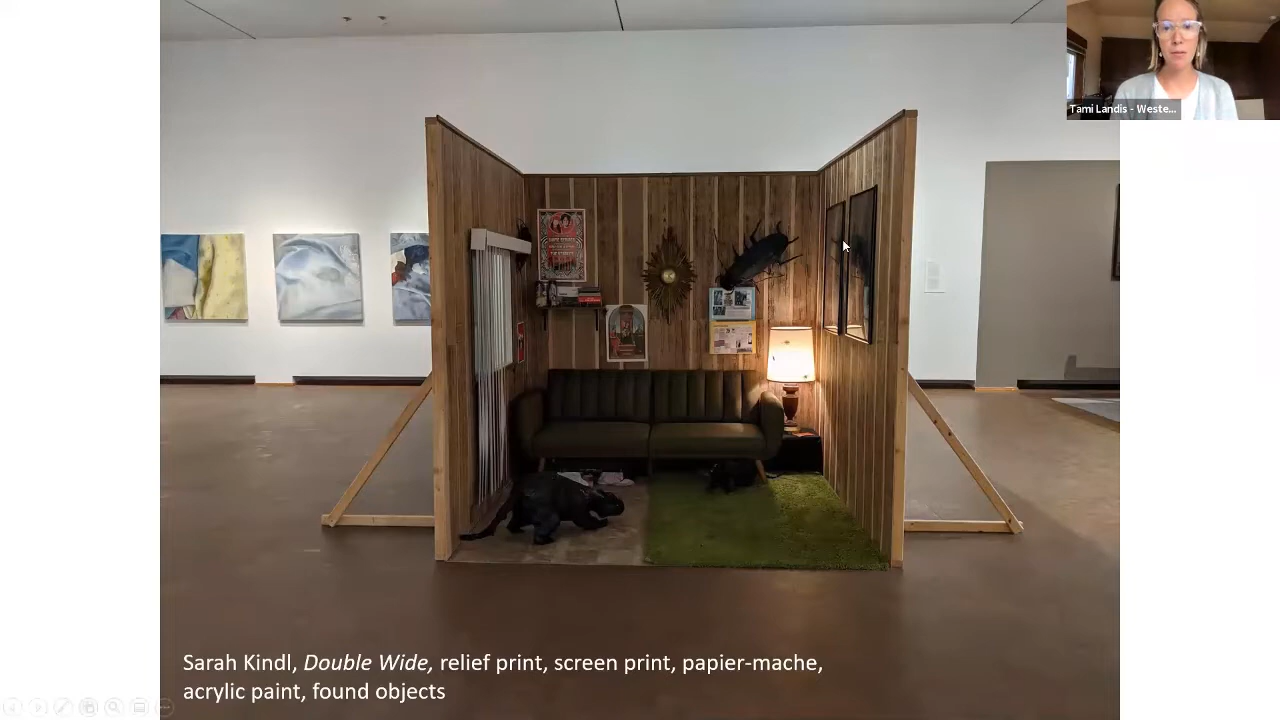 Tami Landis - Weste...
Sarah Kindl, Double Wide, relief print, screen print, papier-mache,
acrylic paint, found objects